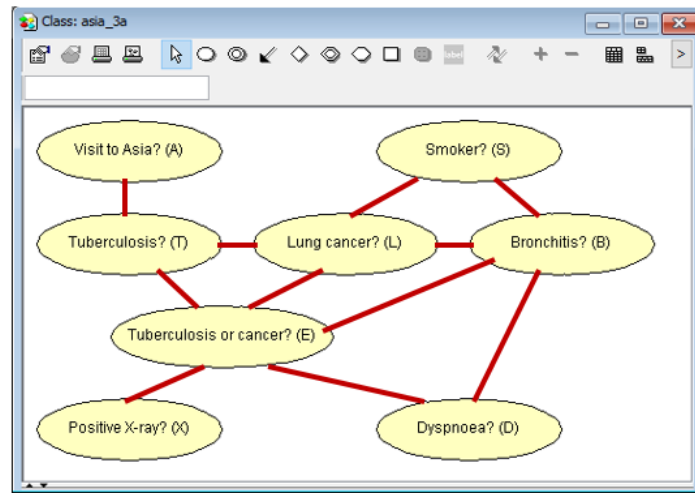 Class: asia_3a
Visit to Asia? (A)
Smoker? (S)
Tuberculosis? (T)
Lung cancer? (L)
Bronchitis? (B)
Tuberculosis or cancer? (E)
Positive X-ray? (X)
Dyspnoea? (D)